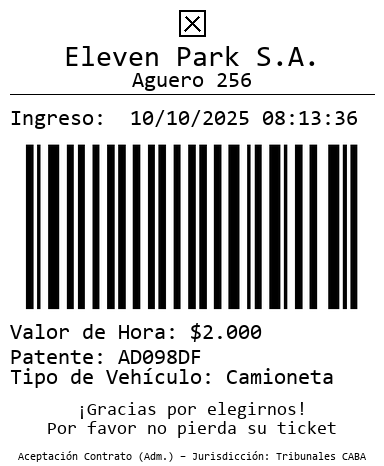 Eleven Park S.A.
Aguero 256
Ingreso: 10/10/2025 08:13:36
Valor de Hora: $2.000
Patente: AD098DF
Tipo de Vehículo: Camioneta
¡Gracias por elegirnos!
Por favor no pierda su ticket
Aceptación Contrato (Adm.) – Jurisdicción: Tribunales CABA